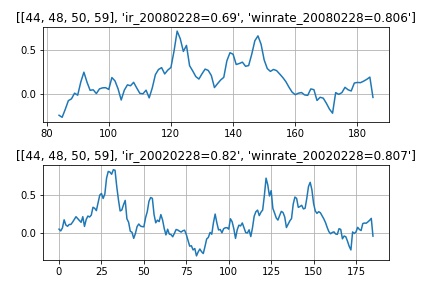 [[44, 48, 50, 59], 'ir_20080228=0.69', 'winrate_20080228=0.806']
0.5
0.0
80 100 120 140 160 180
[[44, 48, 50, 59], 'ir_20020228=0.82', 'winrate_20020228=0.807']
0.5
0.0
0 25 50 75 100 125 150 175